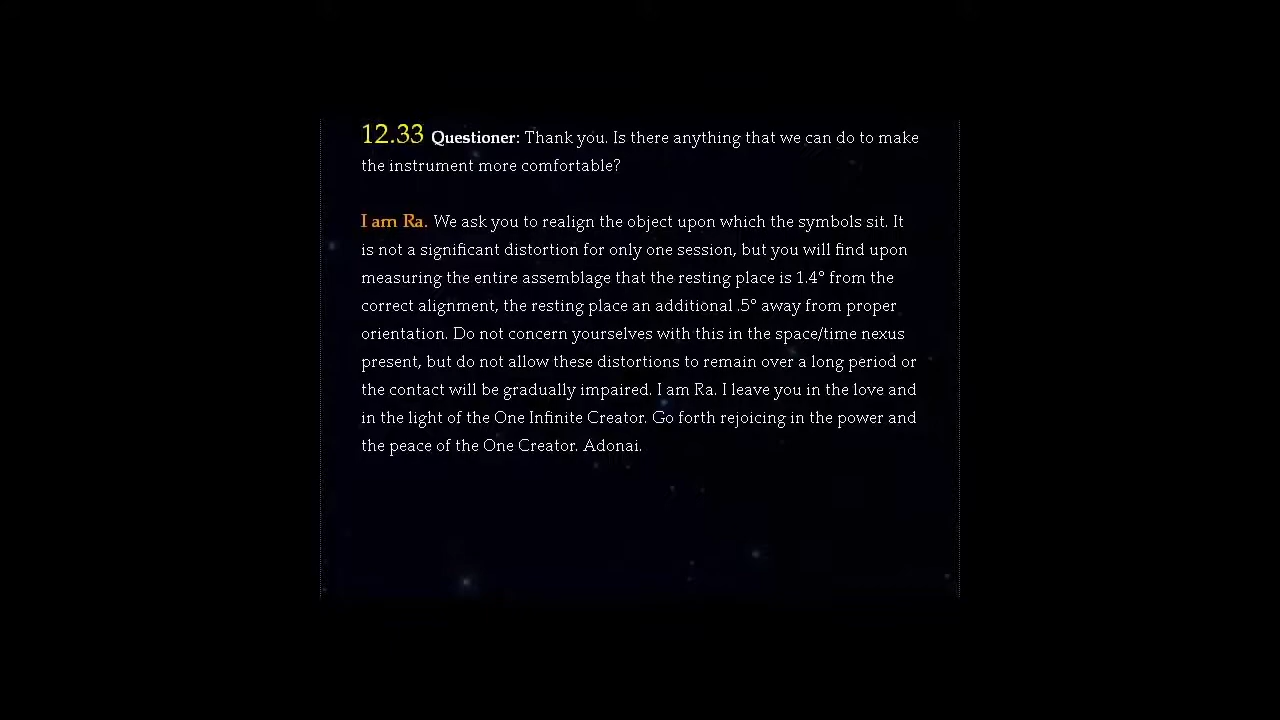 12.33 Questioner: Thank you. Is there anything that we can do to make
the instrument more comfortable?
I am Ra. We ask you to realign the object upon which the symbols sit. It
is not a significant distortion for only one session, but you will find upon
measuring the entire assemblage that the resting place is 1.4° from the
correct alignment, the resting place an additional .5° away from proper
orientation. Do not concern yourselves with this in the space/time nexus
present, but do not allow these distortions to remain over a long period or
the contact will be gradually impaired. I am Ra. I leave you in the love and
in the light of the One Infinite Creator. Go forth rejoicing in the power and
the peace of the One Creator. Adonai.